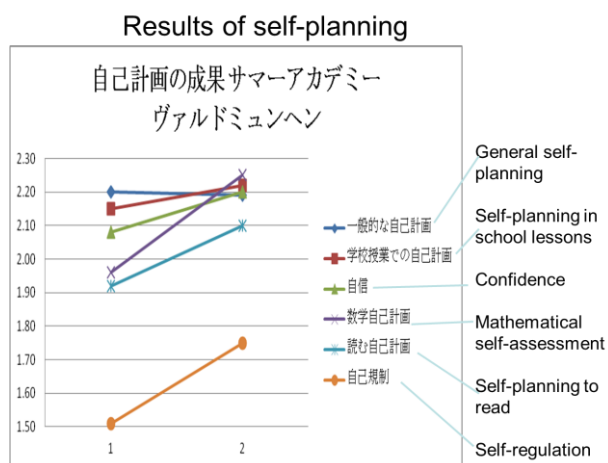 Results of self-planning
自己計画の成果サマーアカデミー
ヴァルドミュンヘン
2.30
2.20
2.10
2.00
1.90
1.80
1.70
1.60
1.50
1
2
一般的な自己計画
学校授業での自己計画
自信
数学自己計画
読む自己計画
自己規制
General self-
planning
Self-planning in
school lessons
Confidence
Mathematical
self-assessment
Self-planning to
read
Self-regulation